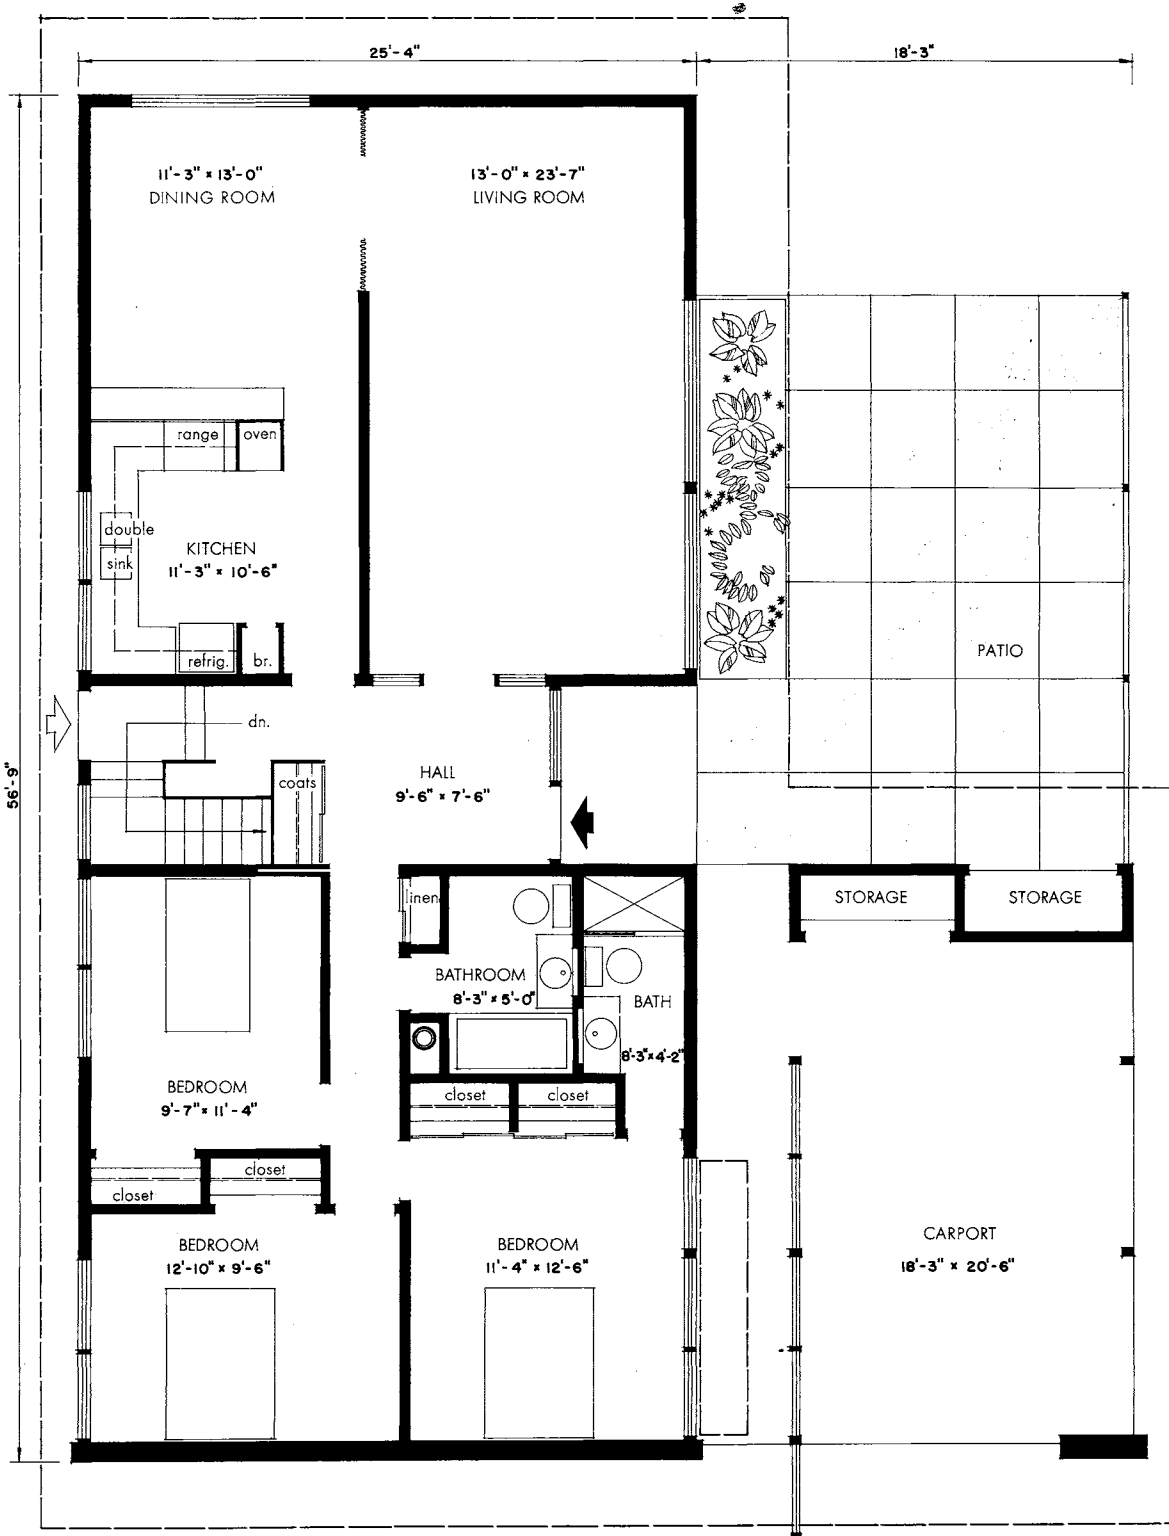 25'-4"
18'-3"
11'-3" x 13'-0"
DINING ROOM
13'-0" x 23'-7"
LIVING ROOM
range
oven
double
sink
KITCHEN
11'-3" x 10'-6"
refrig.
br.
PATIO
dn.
56'-9"
coats
HALL
9'-6" x 7'-6"
linen
STORAGE
STORAGE
BATHROOM
8'-3" x 5'-0"
BATH
8'-3" x 4'-2"
BEDROOM
9'-7" x 11'-4"
closet
closet
closet
closet
BEDROOM
12'-10" x 9'-6"
BEDROOM
11'-4" x 12'-6"
CARPORT
18'-3" x 20'-6"